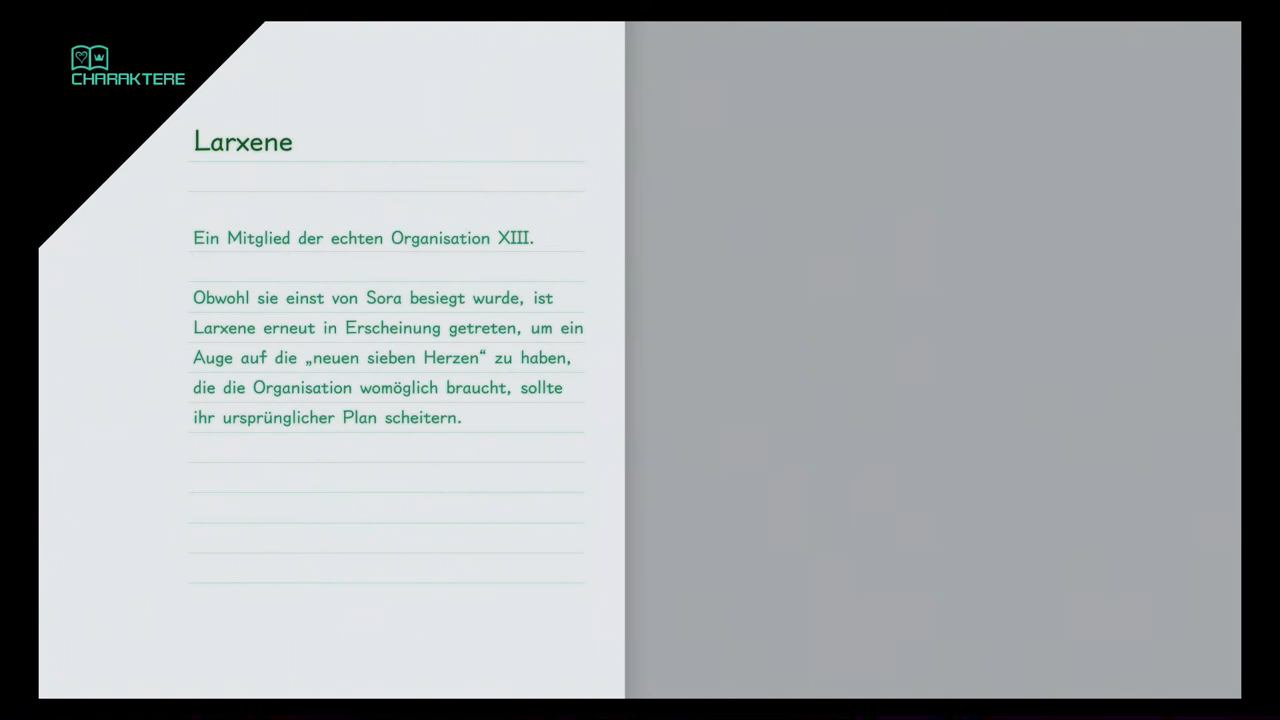 CHARAKTERE
Larxene
Ein Mitglied der echten Organisation XIII.
Obwohl sie einst von Sora besiegt wurde, ist
Larxene erneut in Erscheinung getreten, um ein
Auge auf die „neuen sieben Herzen“ zu haben,
die die Organisation womöglich braucht, sollte
ihr ursprünglicher Plan scheitern.